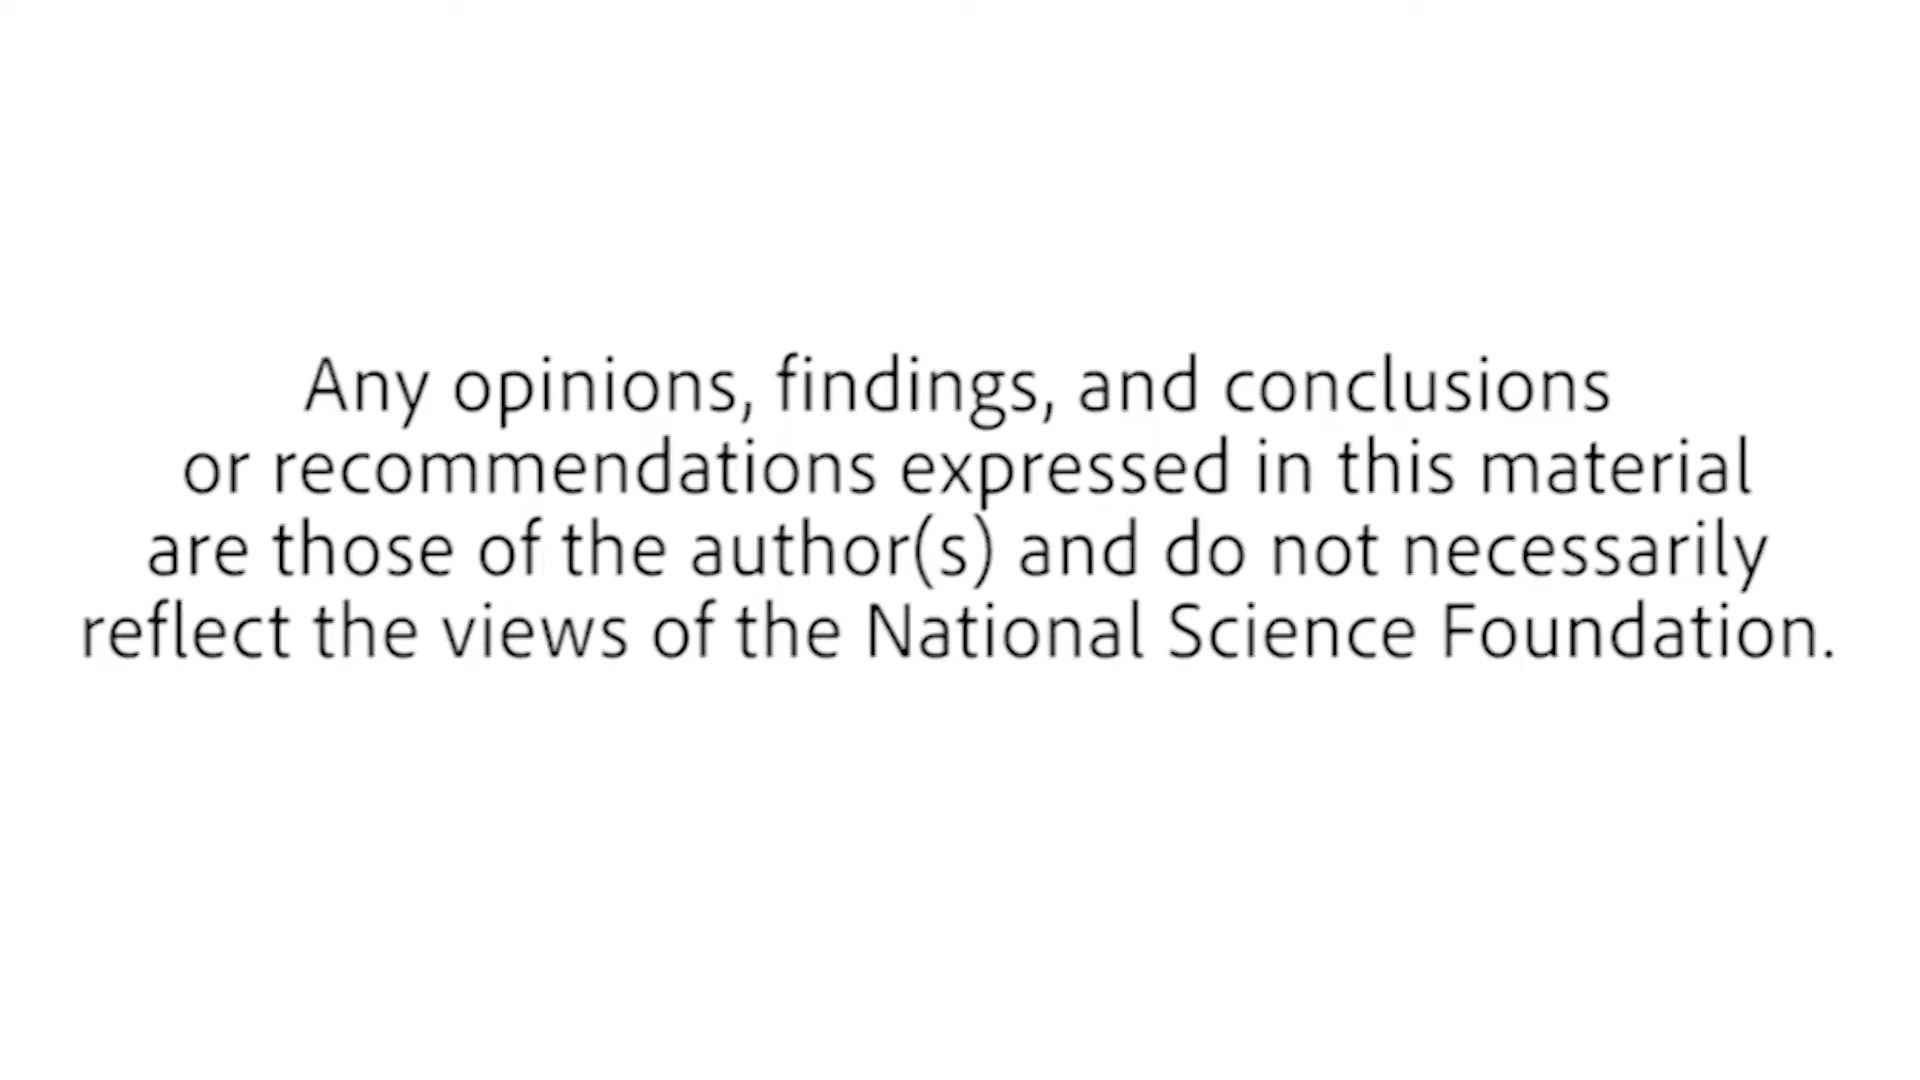 Any opinions, findings, and conclusions
or recommendations expressed in this material
are those of the author(s) and do not necessarily
reflect the views of the National Science Foundation.